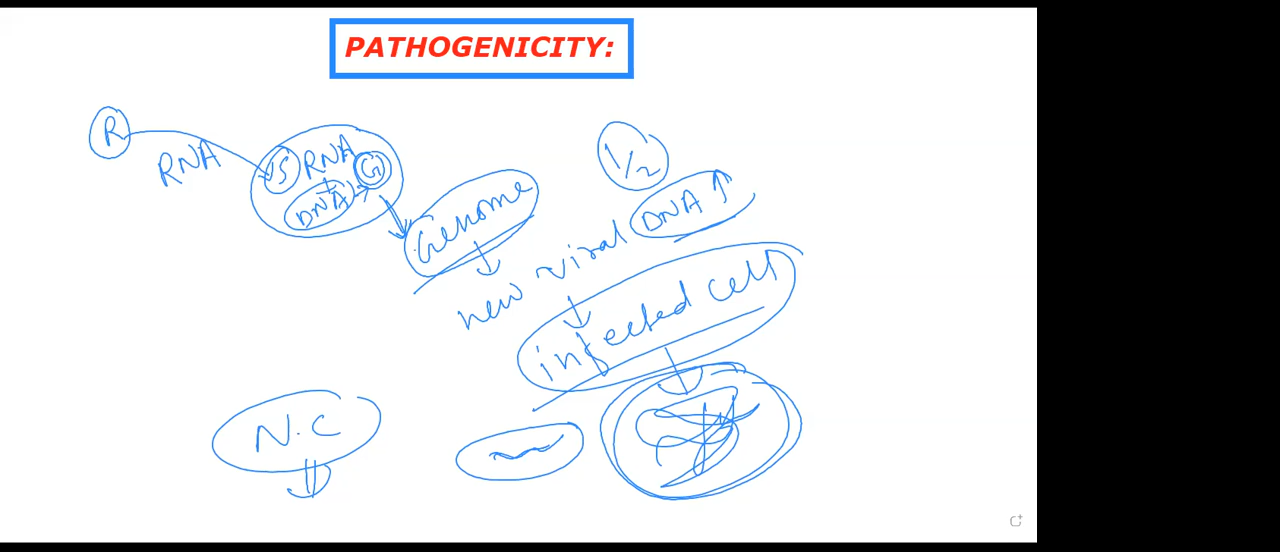 PATHOGENICITY:
R
RNA
S RNA G
DNA
Genome
1/2
new viral DNA ↑
infected cell
N.C